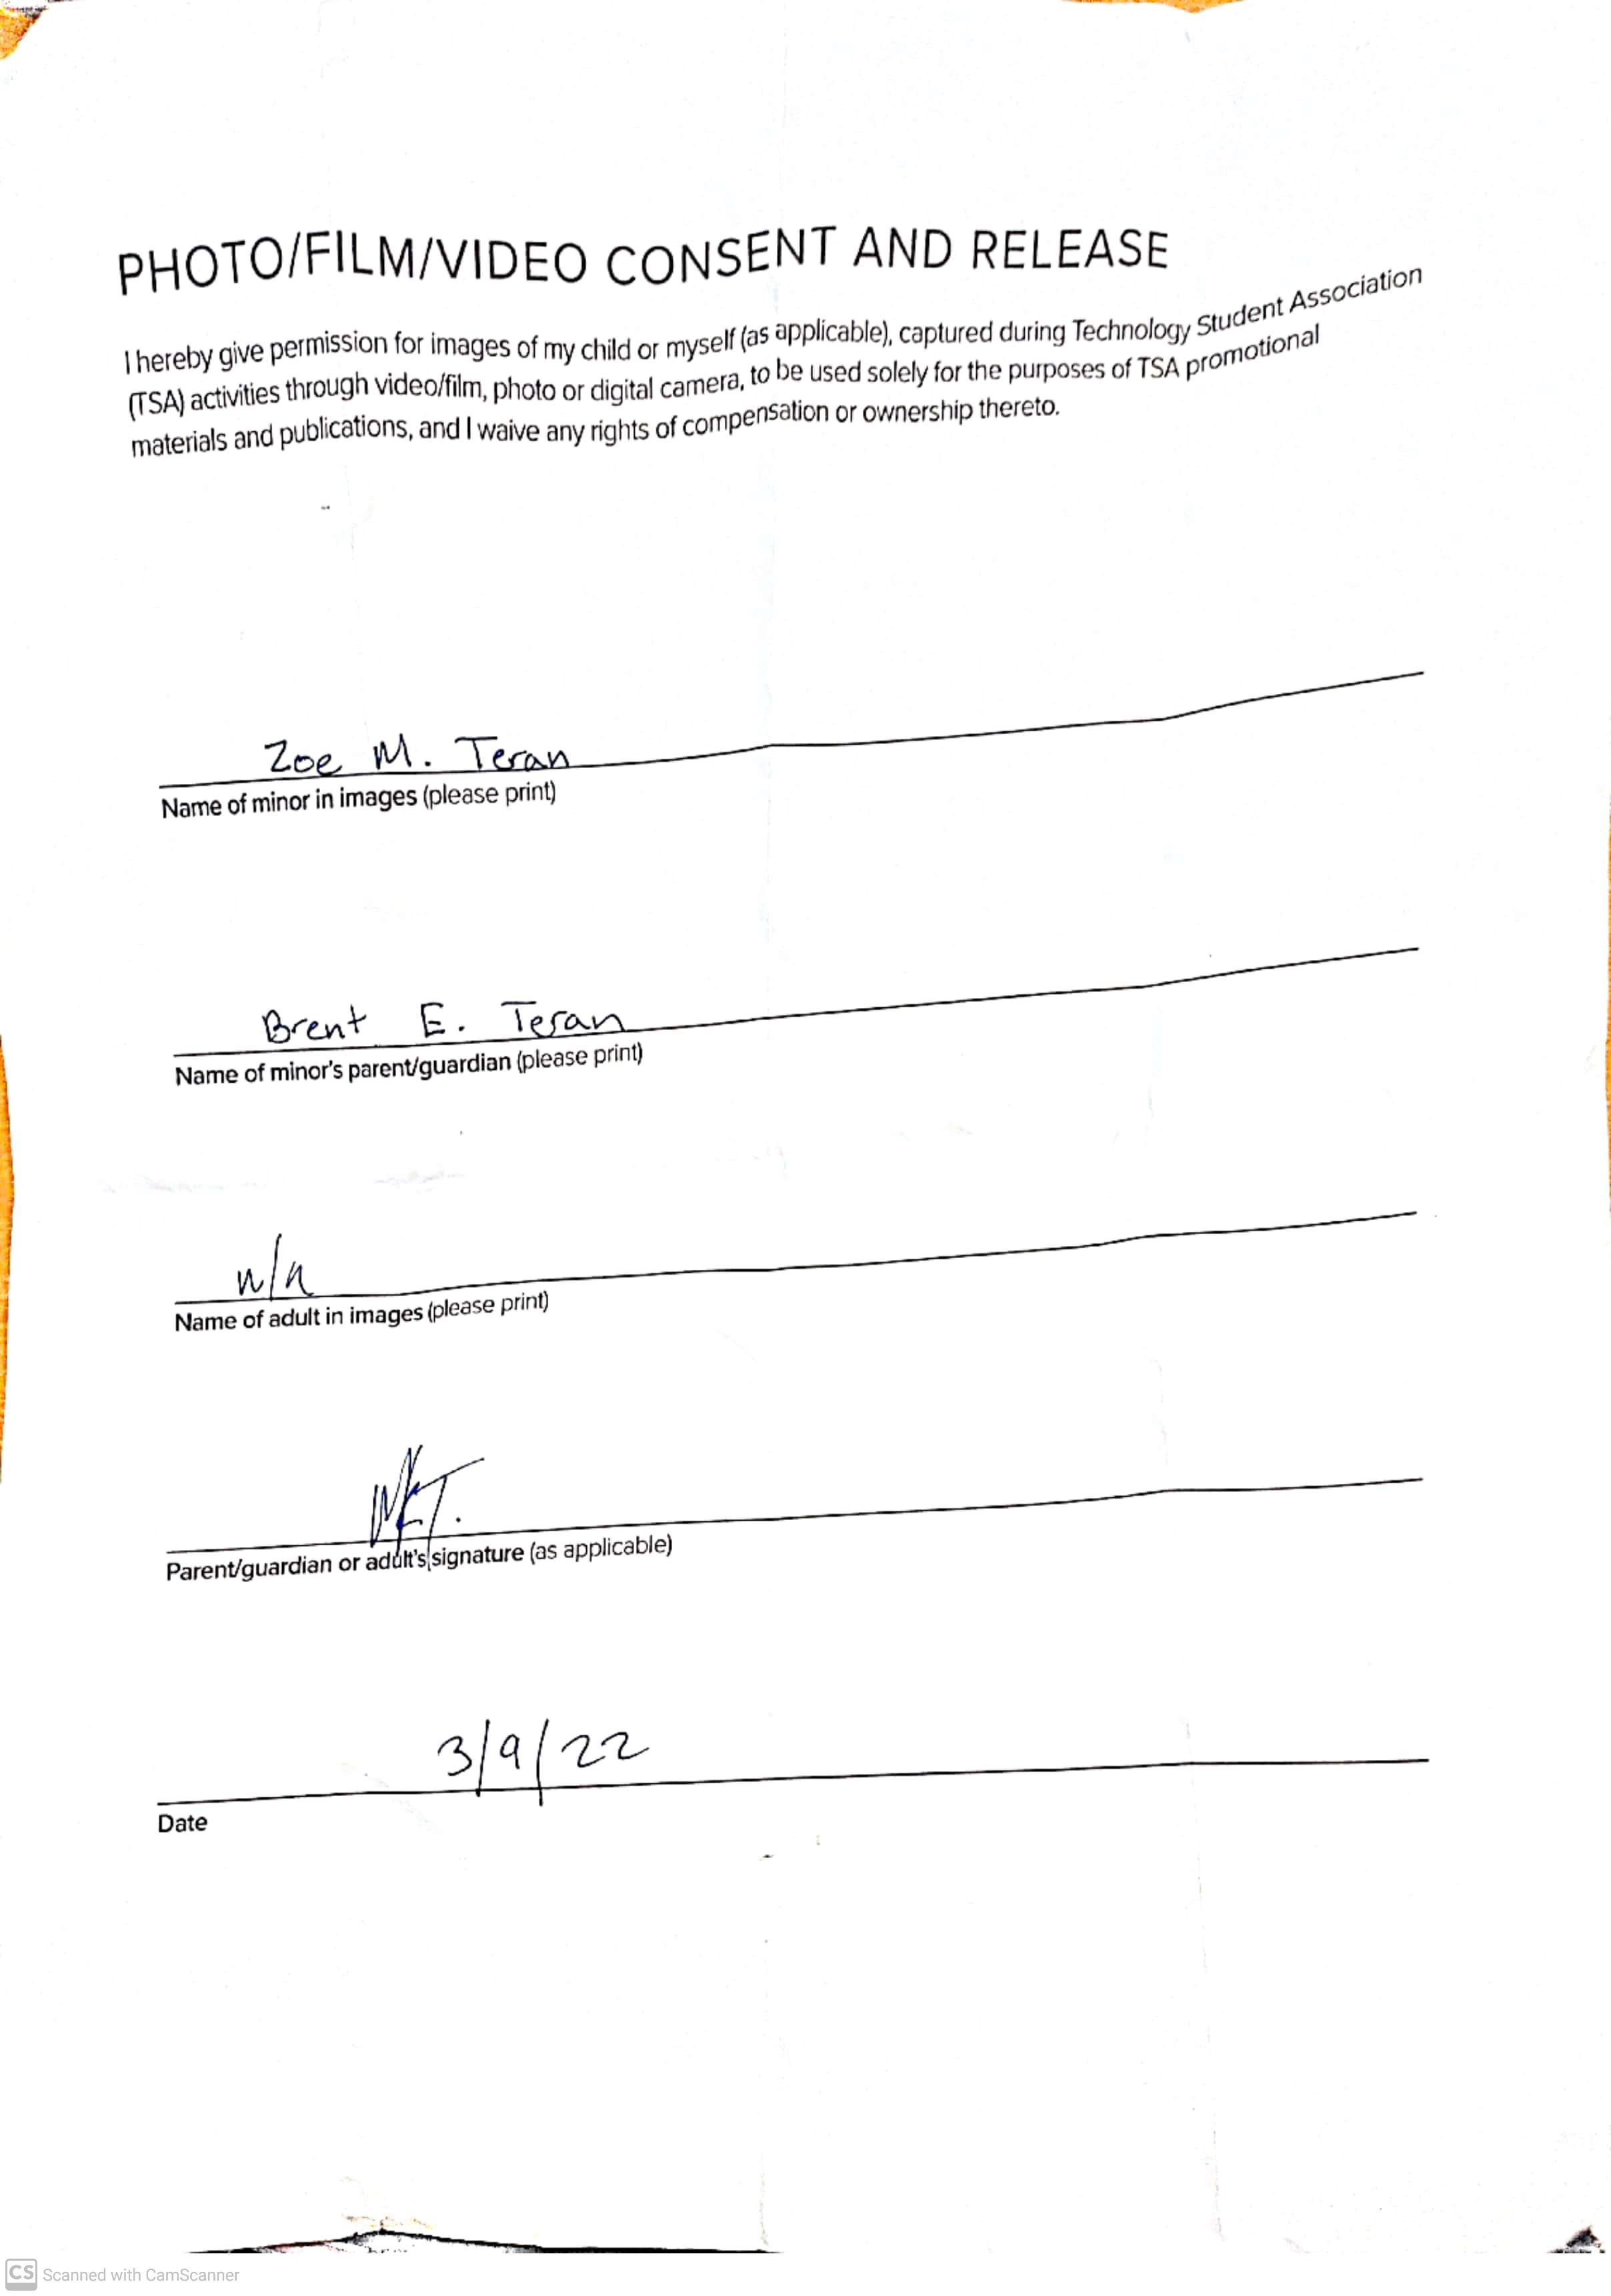 PHOTO/FILM/VIDEO CONSENT AND RELEASE
I hereby give permission for images of my child or myself (as applicable), captured during Technology Student Association
(TSA) activities through video/film, photo or digital camera, to be used solely for the purposes of TSA promotional
materials and publications, and I waive any rights of compensation or ownership thereto.
Zoe M. Teran
Name of minor in images (please print)
Brent E. Teran
Name of minor's parent/guardian (please print)
n/a
Name of adult in images (please print)
Parent/guardian or adult's signature (as applicable)
3/9/22
Date
CS Scanned with CamScanner